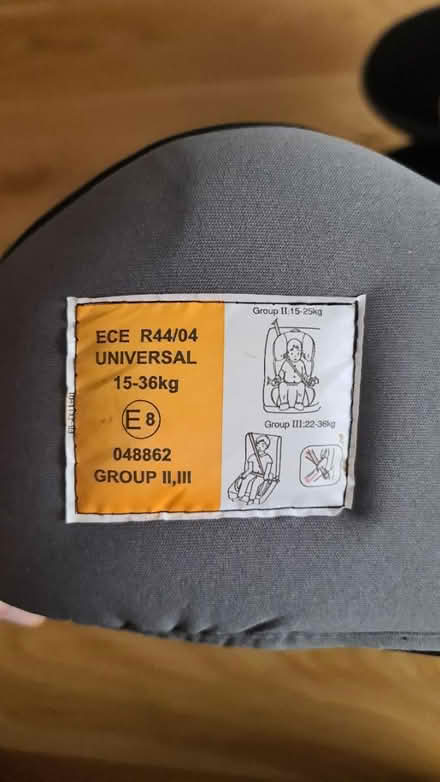 ECE R44/04
UNIVERSAL
15-36kg
E8
048862
GROUP II,III
Group II:15-25kg
Group III:22-36kg